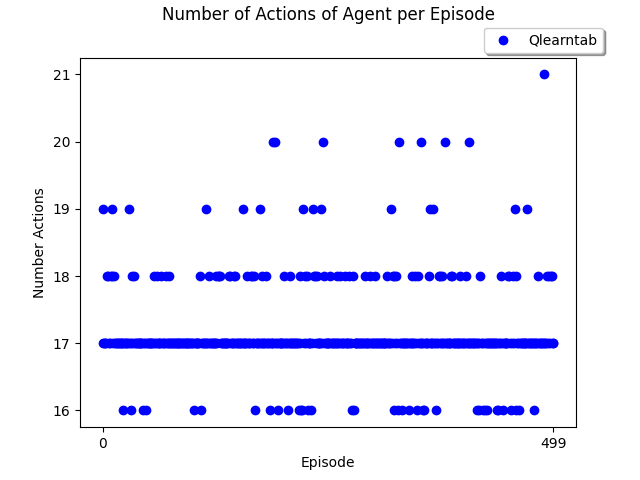 Number of Actions of Agent per Episode
Qlearntab
21
20
19
18
17
16
Number Actions
0
499
Episode